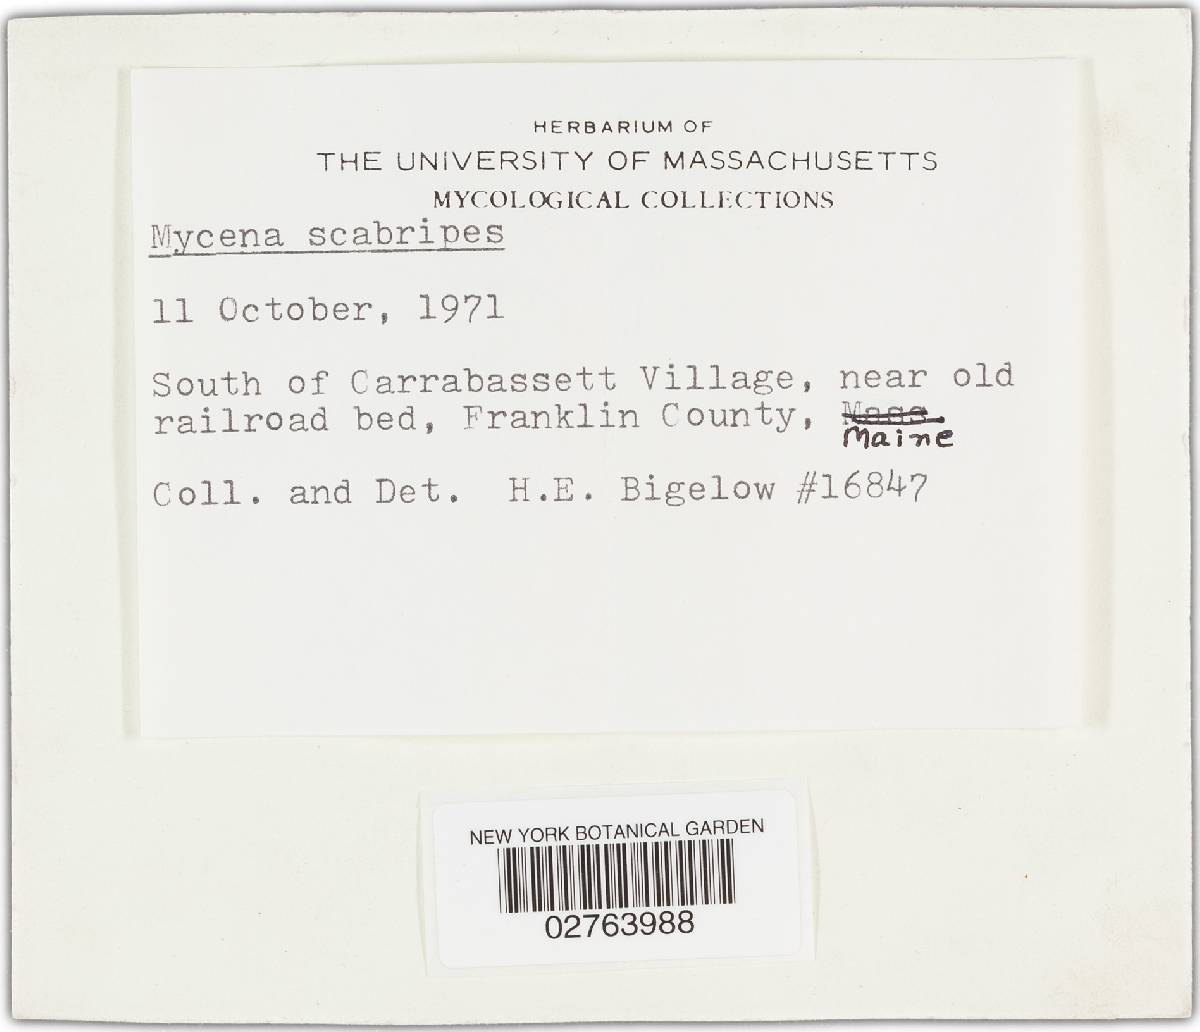 HERBARIUM OF
THE UNIVERSITY OF MASSACHUSETTS
MYCOLOGICAL COLLECTIONS
Mycena scabripes
11 October, 1971
South of Carrabassett Village, near old
railroad bed, Franklin County, Mass.
Maine
Coll. and Det. H.E. Bigelow #16847
NEW YORK BOTANICAL GARDEN
02763988